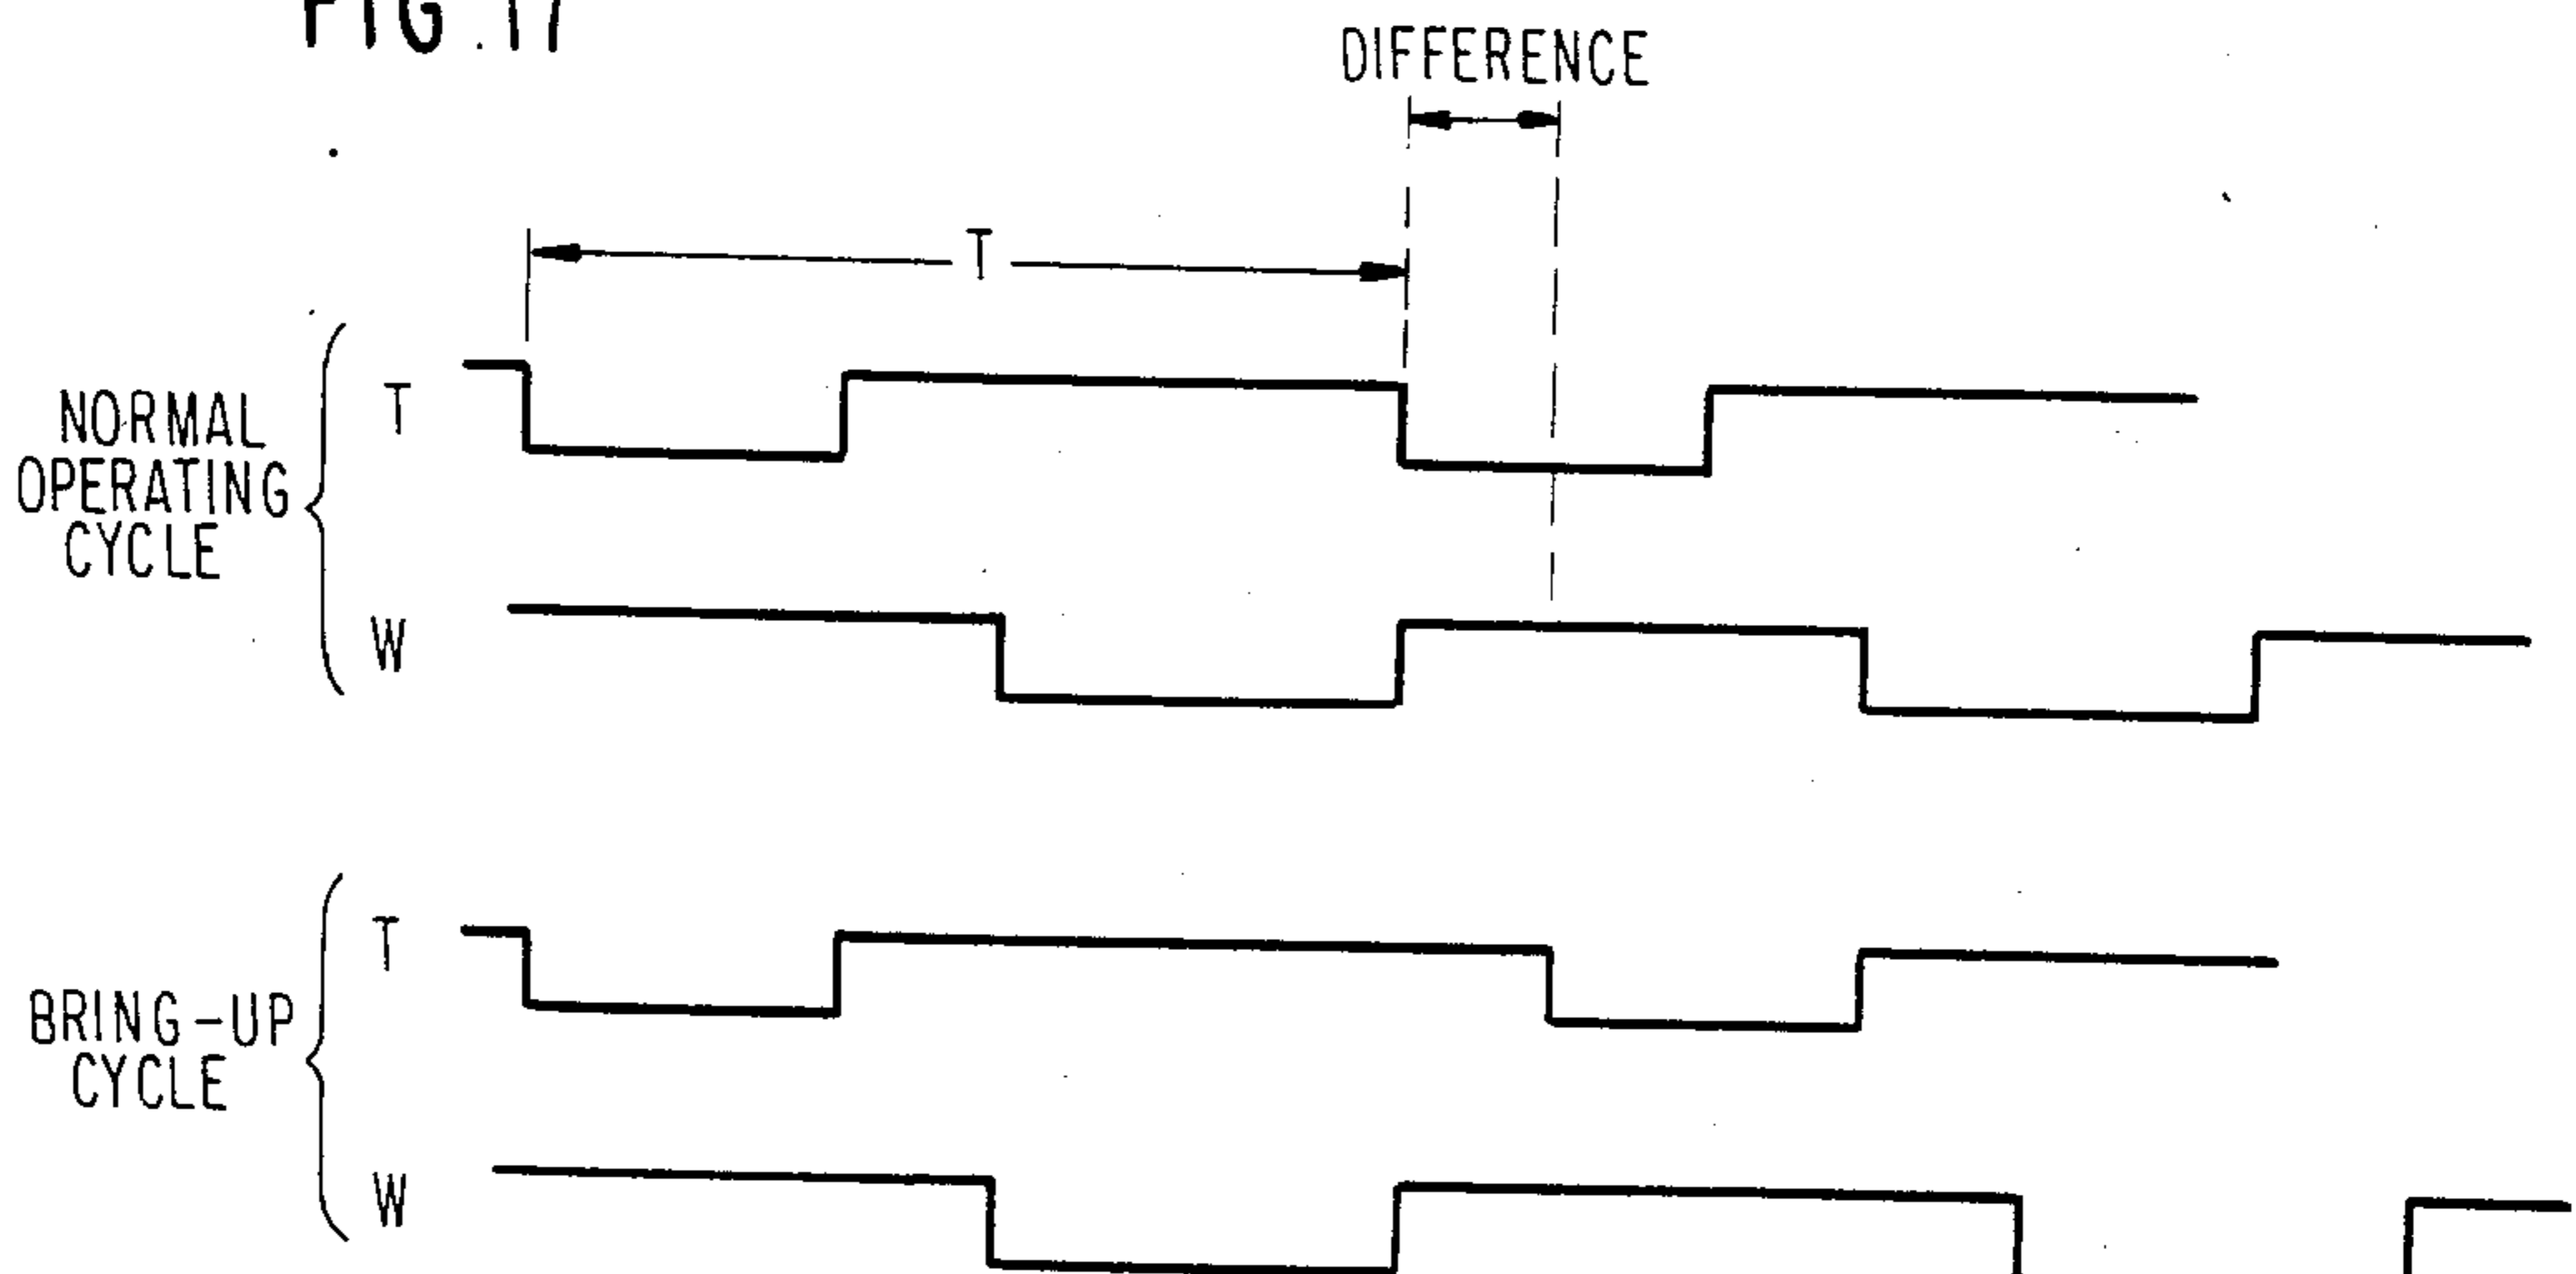 FIG.17
DIFFERENCE
T
NORMAL
OPERATING
CYCLE
T
W
BRING-UP
CYCLE
T
W